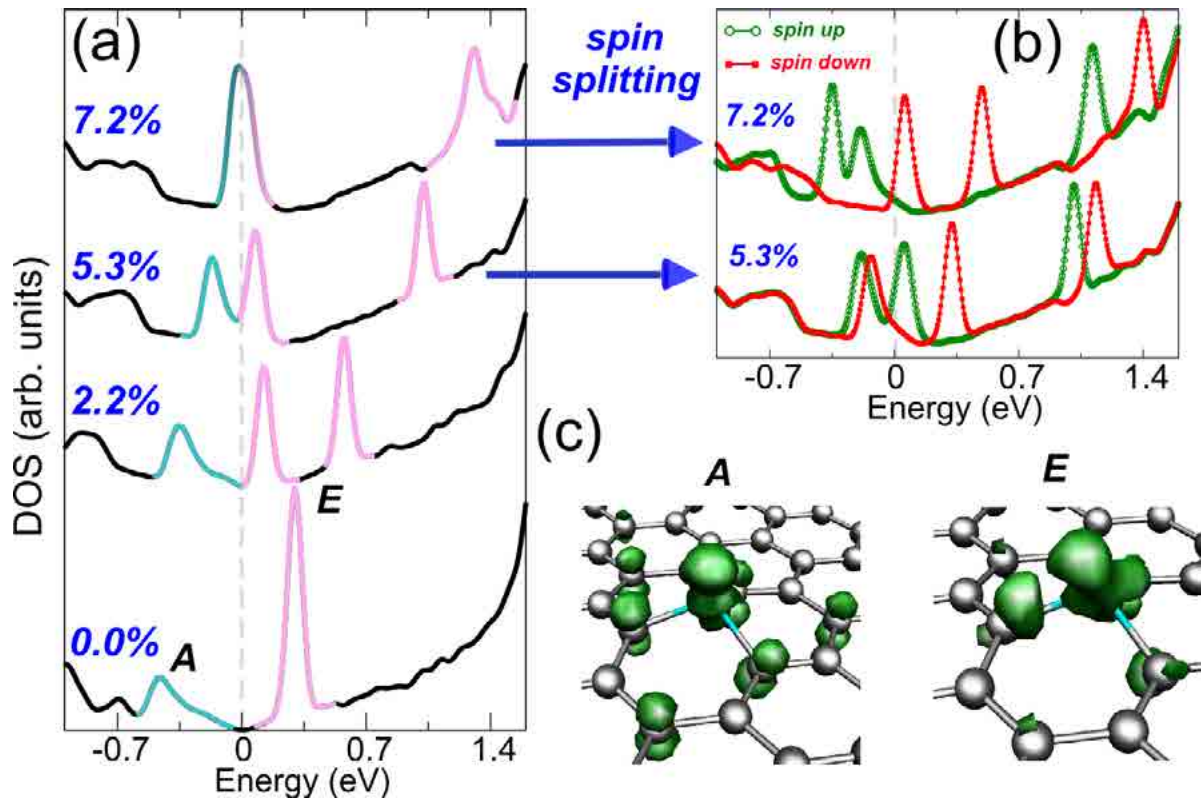 (a)
7.2%
5.3%
2.2%
E
0.0%
A
DOS (arb. units)
-0.7 0 0.7 1.4
Energy (eV)
spin
splitting
spin up
spin down
(b)
7.2%
5.3%
-0.7 0 0.7 1.4
Energy (eV)
(c)
A
E